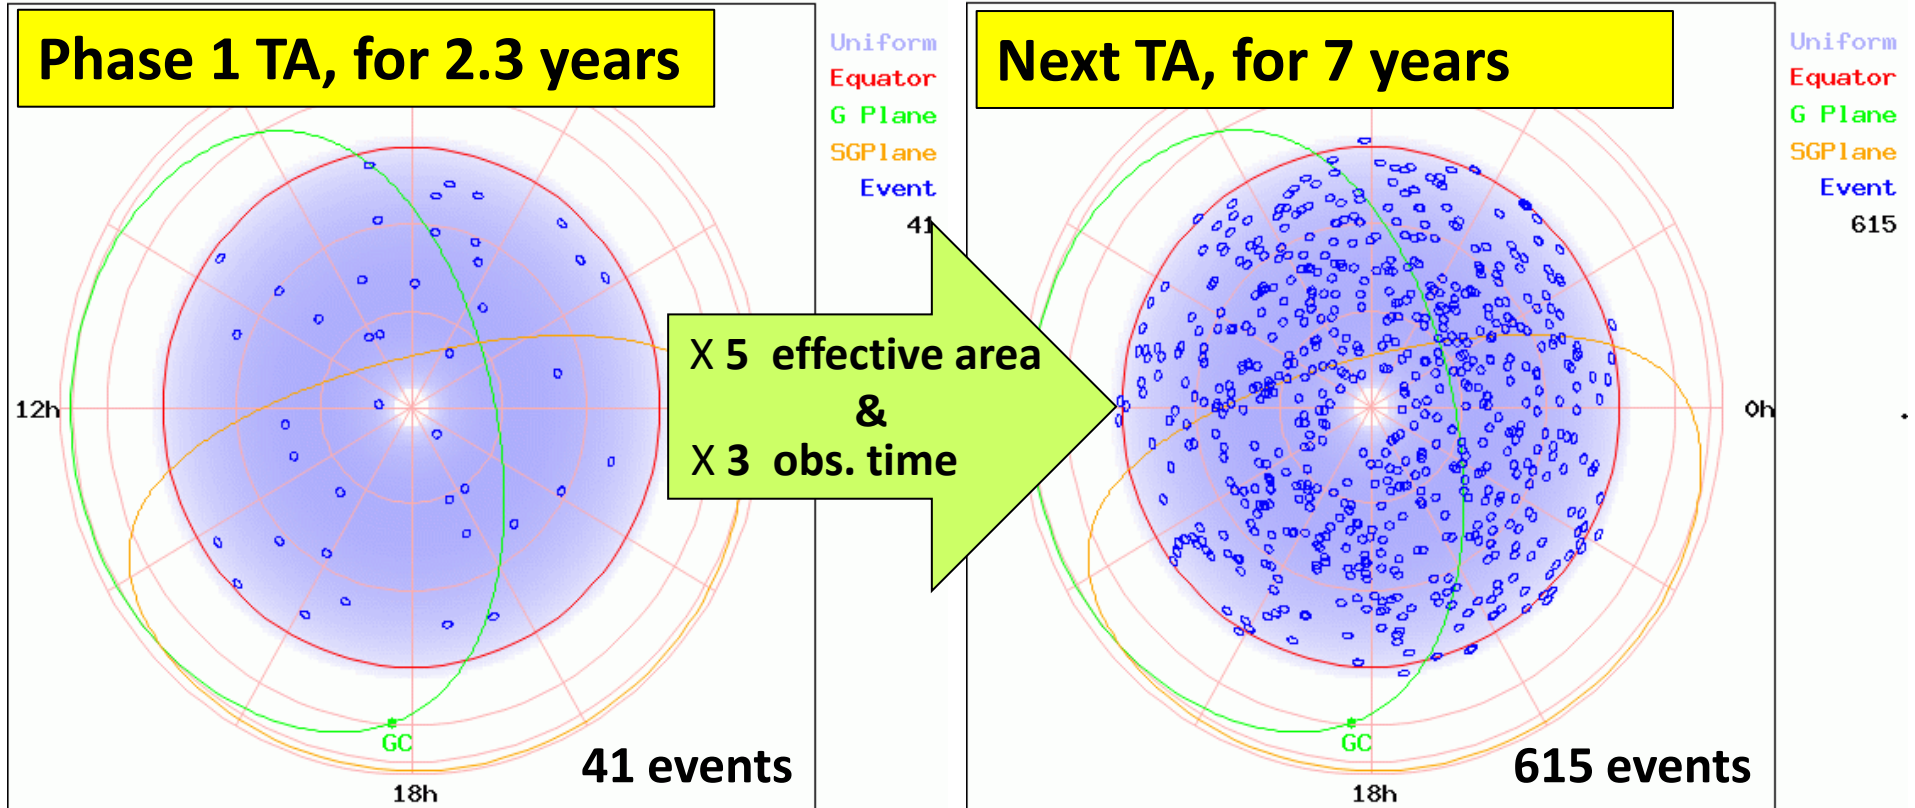 Phase 1 TA, for 2.3 years
Uniform
Equator
G Plane
SGPlane
Event
41
12h
GC
18h
41 events
X 5 effective area
&
X 3 obs. time
Next TA, for 7 years
Uniform
Equator
G Plane
SGPlane
Event
615
0h
.
GC
18h
615 events